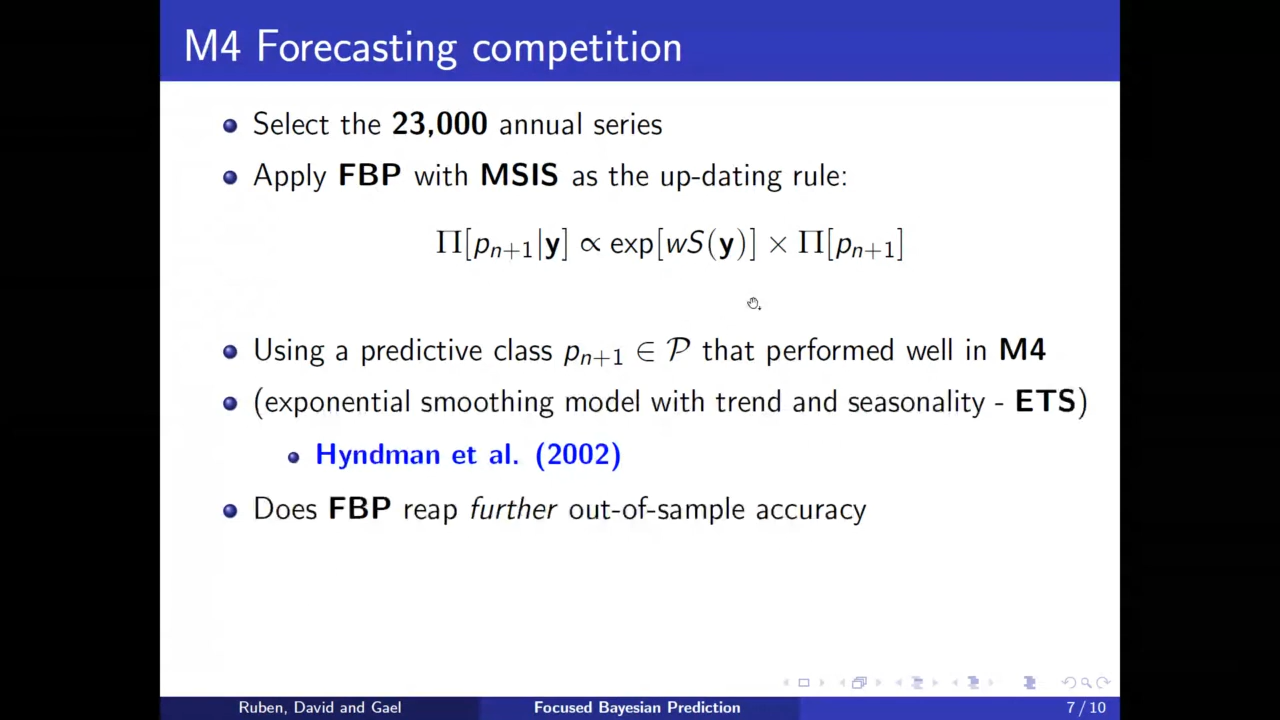 M4 Forecasting competition
Select the 23,000 annual series
Apply FBP with MSIS as the up-dating rule:
Π[pₙ₊₁|y] ∝ exp[wS(y)] × Π[pₙ₊₁]
Using a predictive class pₙ₊₁ ∈ 𝒫 that performed well in M4
(exponential smoothing model with trend and seasonality - ETS)
Hyndman et al. (2002)
Does FBP reap further out-of-sample accuracy
Ruben, David and Gael Focused Bayesian Prediction 7 / 10